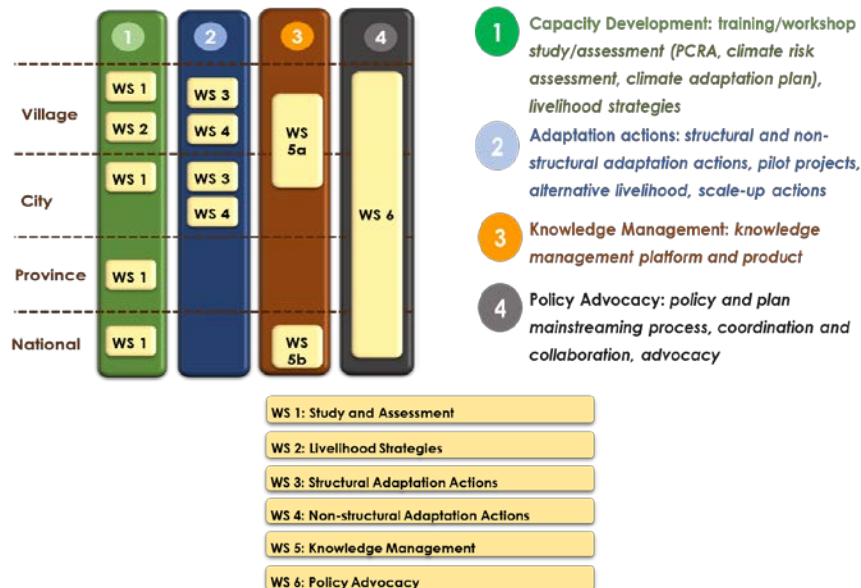 1
2
3
4
Village
City
Province
National
WS 1
WS 2
WS 1
WS 1
WS 1
WS 3
WS 4
WS 3
WS 4
WS
5a
WS
5b
WS 6
1
Capacity Development: training/workshop
study/assessment (PCRA, climate risk
assessment, climate adaptation plan),
livelihood strategies
2
Adaptation actions: structural and non-
structural adaptation actions, pilot projects,
alternative livelihood, scale-up actions
3
Knowledge Management: knowledge
management platform and product
4
Policy Advocacy: policy and plan
mainstreaming process, coordination and
collaboration, advocacy
WS 1: Study and Assessment
WS 2: Livelihood Strategies
WS 3: Structural Adaptation Actions
WS 4: Non-structural Adaptation Actions
WS 5: Knowledge Management
WS 6: Policy Advocacy